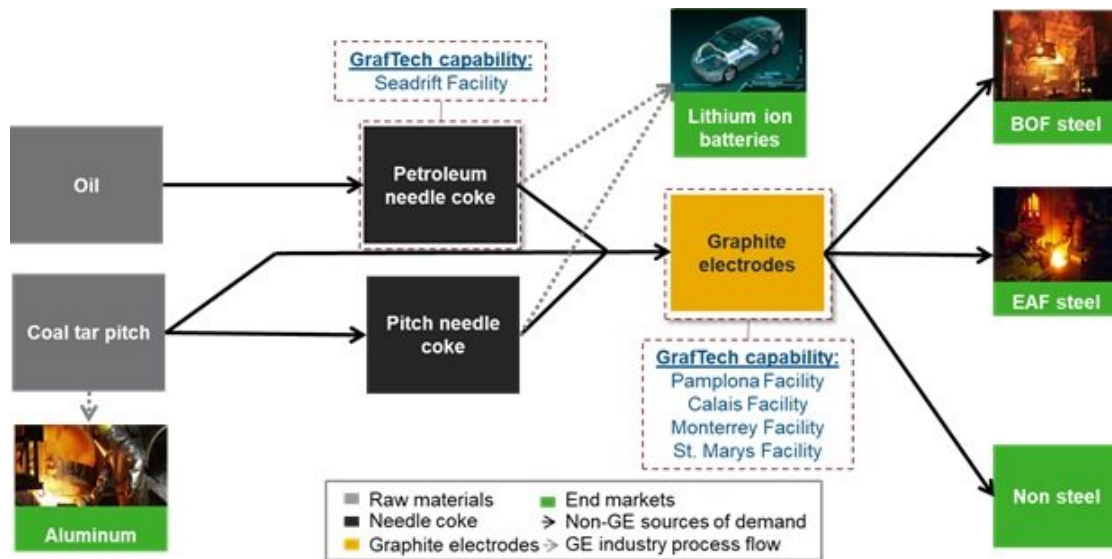 GrafTech capability:
Seadrift Facility
Oil
Petroleum
needle coke
Lithium ion
batteries
BOF steel
Graphite
electrodes
EAF steel
Coal tar pitch
Pitch needle
coke
GrafTech capability:
Pamplona Facility
Calais Facility
Monterrey Facility
St. Marys Facility
Aluminum
Non steel
Raw materials
Needle coke
Graphite electrodes
End markets
Non-GE sources of demand
GE industry process flow